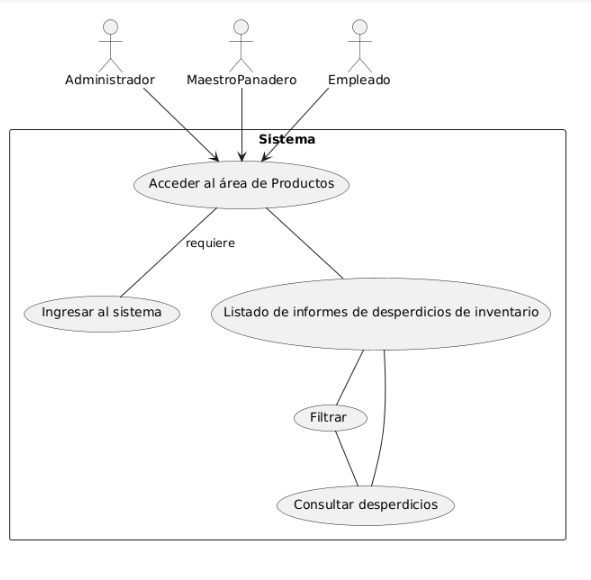 Administrador
MaestroPanadero
Empleado
Sistema
Acceder al área de Productos
requiere
Ingresar al sistema
Listado de informes de desperdicios de inventario
Filtrar
Consultar desperdicios